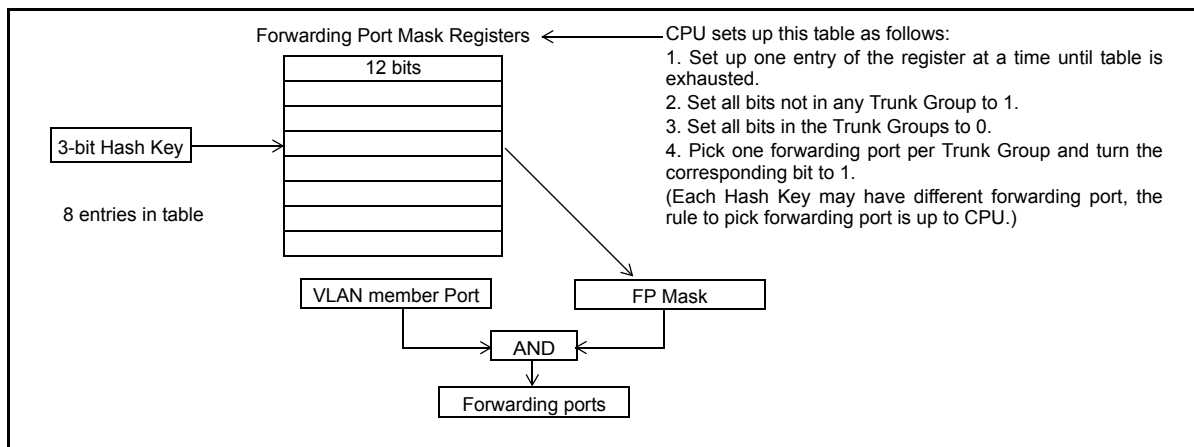 Forwarding Port Mask Registers
12 bits
3-bit Hash Key
8 entries in table
CPU sets up this table as follows:
1. Set up one entry of the register at a time until table is
exhausted.
2. Set all bits not in any Trunk Group to 1.
3. Set all bits in the Trunk Groups to 0.
4. Pick one forwarding port per Trunk Group and turn the
corresponding bit to 1.
(Each Hash Key may have different forwarding port, the
rule to pick forwarding port is up to CPU.)
VLAN member Port
FP Mask
AND
Forwarding ports